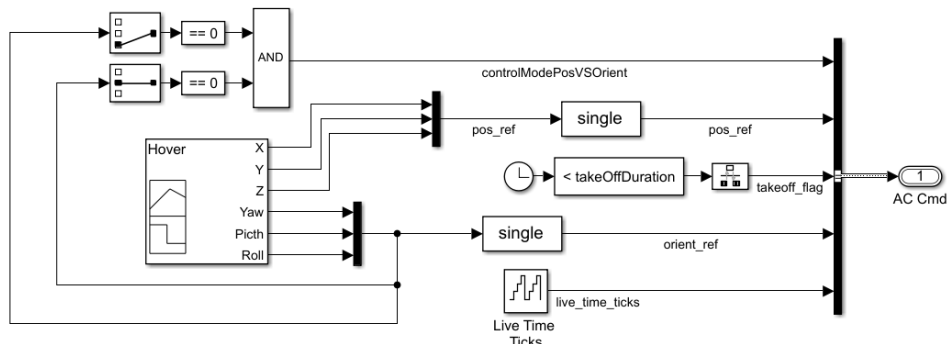 == 0
AND
== 0
controlModePosVSOrient
Hover
X
Y
Z
Yaw
Picth
Roll
pos_ref
single
pos_ref
< takeOffDuration
takeoff_flag
1
AC Cmd
single
orient_ref
live_time_ticks
Live Time
Ticks